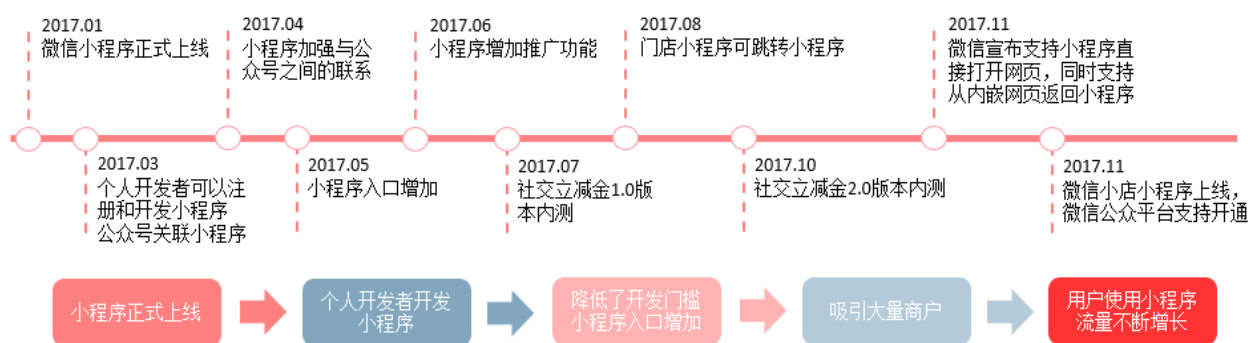 2017.01
微信小程序正式上线
2017.04
小程序加强与公
众号之间的联系
2017.06
小程序增加推广功能
2017.08
门店小程序可跳转小程序
2017.11
微信宣布支持小程序直
接打开网页，同时支持
从内嵌网页返回小程序
2017.03
个人开发者可以注
册和开发小程序
公众号关联小程序
2017.05
小程序入口增加
2017.07
社交立减金1.0版
本内测
2017.10
社交立减金2.0版本内测
2017.11
微信小店小程序上线，
微信公众平台支持开通
小程序正式上线
个人开发者开发
小程序
降低了开发门槛
小程序入口增加
吸引大量商户
用户使用小程序
流量不断增长